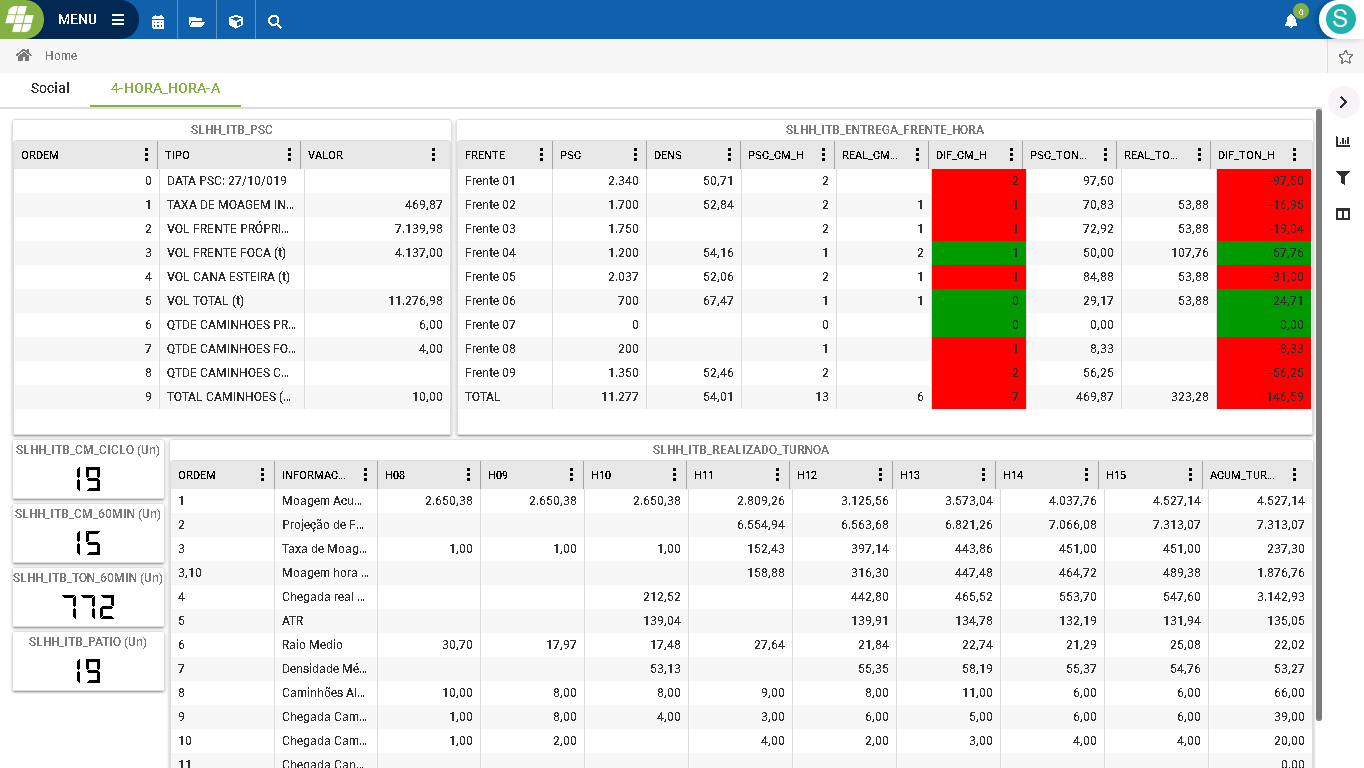 MENU
0
S
Home
Social 4-HORA_HORA-A
SLHH_ITB_PSC
ORDEM TIPO VALOR
0 DATA PSC: 27/10/019
1 TAXA DE MOAGEM IN... 469,87
2 VOL FRENTE PRÓPRI... 7.139,98
3 VOL FRENTE FOCA (t) 4.137,00
4 VOL CANA ESTEIRA (t)
5 VOL TOTAL (t) 11.276,98
6 QTDE CAMINHOES PR... 6,00
7 QTDE CAMINHOES FO... 4,00
8 QTDE CAMINHOES C...
9 TOTAL CAMINHOES (... 10,00
SLHH_ITB_ENTREGA_FRENTE_HORA
FRENTE PSC DENS PSC_CM_H REAL_CM... DIF_CM_H PSC_TON... REAL_TO... DIF_TON_H
Frente 01 2.340 50,71 2 -2 97,50 -97,50
Frente 02 1.700 52,84 2 1 -1 70,83 53,88 -16,96
Frente 03 1.750 2 1 -1 72,92 53,88 -19,04
Frente 04 1.200 54,16 1 2 1 50,00 107,76 57,76
Frente 05 2.037 52,06 2 1 -1 84,88 53,88 -31,00
Frente 06 700 67,47 1 1 0 29,17 53,88 24,71
Frente 07 0 0 0 0,00 0,00
Frente 08 200 1 -1 8,33 -8,33
Frente 09 1.350 52,46 2 -2 56,25 -56,25
TOTAL 11.277 54,01 13 6 -7 469,87 323,28 -146,59
SLHH_ITB_CM_CICLO (Un)
19
SLHH_ITB_CM_60MIN (Un)
15
SLHH_ITB_TON_60MIN (Un)
772
SLHH_ITB_PATIO (Un)
19
SLHH_ITB_REALIZADO_TURNOA
ORDEM INFORMAC... H08 H09 H10 H11 H12 H13 H14 H15 ACUM_TUR...
1 Moagem Acu... 2.650,38 2.650,38 2.650,38 2.809,26 3.125,56 3.573,04 4.037,76 4.527,14 4.527,14
2 Projeção de F... 6.554,94 6.563,68 6.821,26 7.066,08 7.313,07 7.313,07
3 Taxa de Moag... 1,00 1,00 1,00 152,43 397,14 443,86 451,00 451,00 237,30
3,10 Moagem hora ... 158,88 316,30 447,48 464,72 489,38 1.876,76
4 Chegada real ... 212,52 442,80 465,52 553,70 547,60 3.142,93
5 ATR 139,04 139,91 134,78 132,19 131,94 135,05
6 Raio Medio 30,70 17,97 17,48 27,64 21,84 22,74 21,29 25,08 22,02
7 Densidade Mé... 53,13 55,35 58,19 55,37 54,76 53,27
8 Caminhões Al... 10,00 8,00 8,00 9,00 8,00 11,00 6,00 6,00 66,00
9 Chegada Cam... 1,00 8,00 4,00 3,00 6,00 5,00 6,00 6,00 39,00
10 Chegada Cam... 1,00 2,00 4,00 2,00 3,00 4,00 4,00 20,00
11 Chegada Can... 0,00